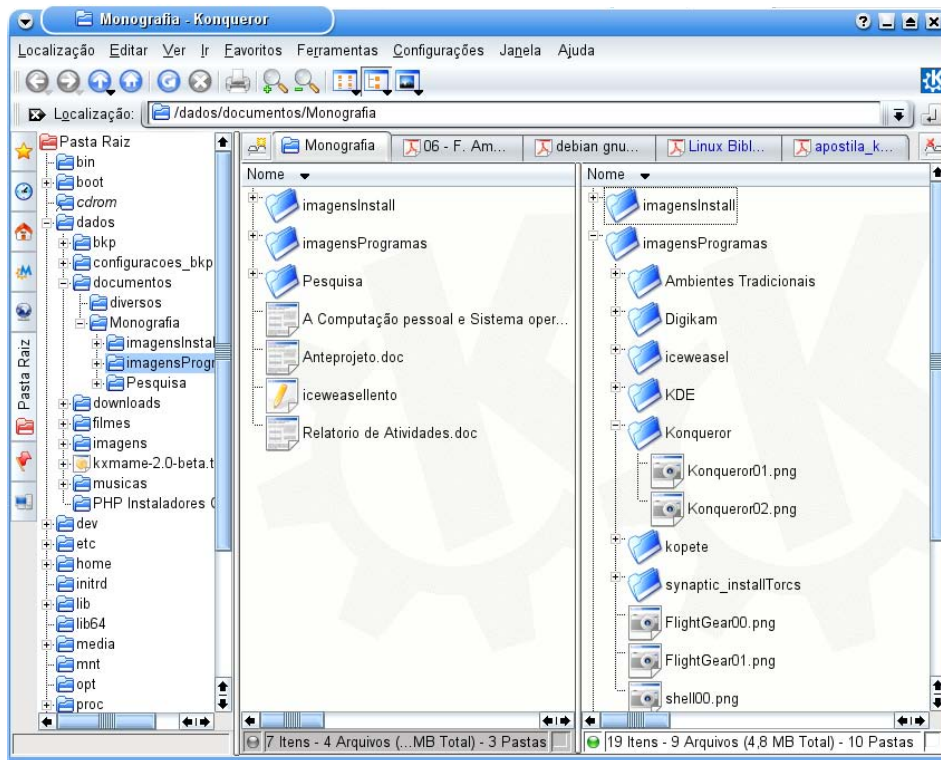 Monografia - Konqueror
Localização Editar Ver Ir Favoritos Ferramentas Configurações Janela Ajuda
Localização: /dados/documentos/Monografia
Pasta Raiz
Pasta Raiz
bin
boot
cdrom
dados
bkp
configuracoes_bkp
documentos
diversos
Monografia
imagensInstal
imagensProgr
Pesquisa
downloads
filmes
imagens
kxmame-2.0-beta.t
musicas
PHP Instaladores
dev
etc
home
initrd
lib
lib64
media
mnt
opt
proc
Monografia 06 - F. Am... debian gnu... Linux Bibl... apostila_k...
Nome
imagensInstall
imagensProgramas
Pesquisa
A Computação pessoal e Sistema oper...
Anteprojeto.doc
iceweasellento
Relatorio de Atividades.doc
7 Itens - 4 Arquivos (...MB Total) - 3 Pastas
Nome
imagensInstall
imagensProgramas
Ambientes Tradicionais
Digikam
iceweasel
KDE
Konqueror
Konqueror01.png
Konqueror02.png
kopete
synaptic_installTorcs
FlightGear00.png
FlightGear01.png
shell00.png
19 Itens - 9 Arquivos (4,8 MB Total) - 10 Pastas